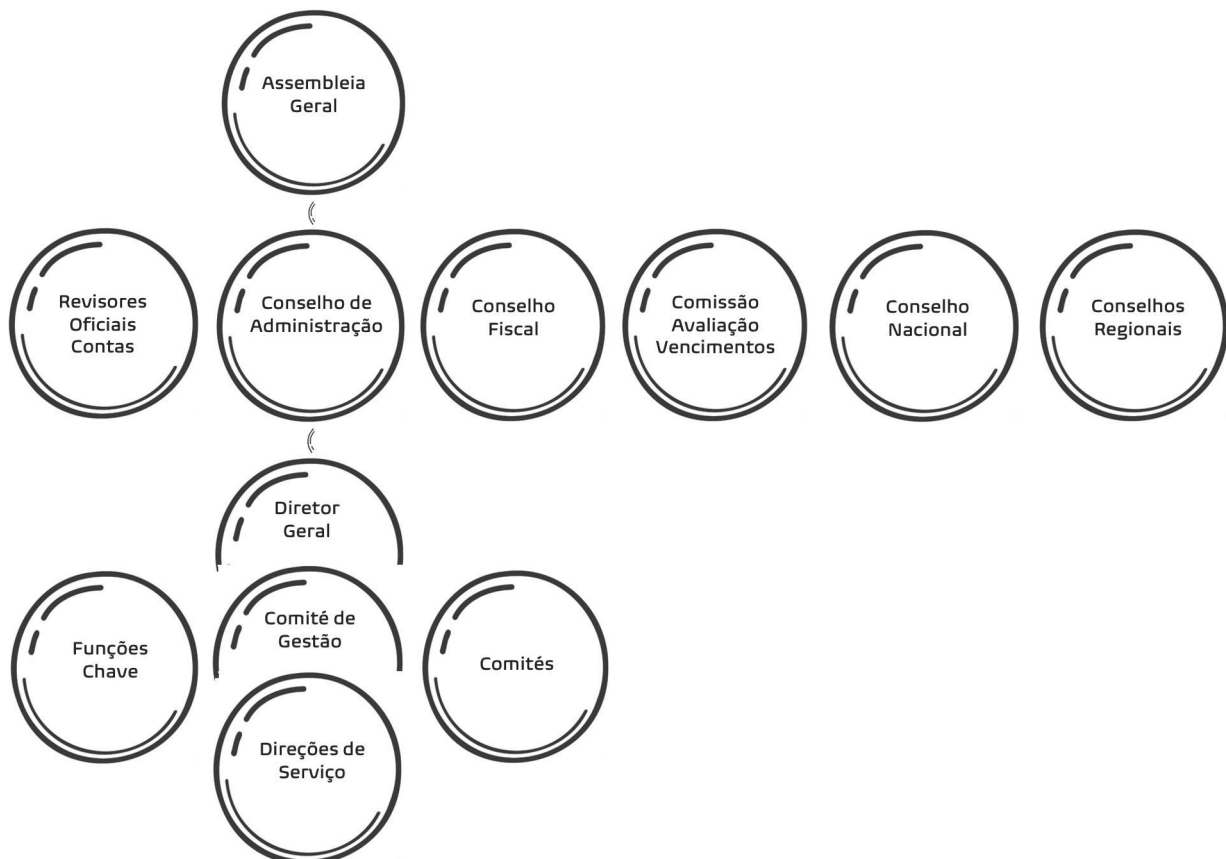 Assembleia
Geral
Revisores
Oficiais
Contas
Conselho de
Administração
Conselho
Fiscal
Comissão
Avaliação
Vencimentos
Conselho
Nacional
Conselhos
Regionais
Diretor
Geral
Funções
Chave
Comité de
Gestão
Comités
Direções de
Serviço